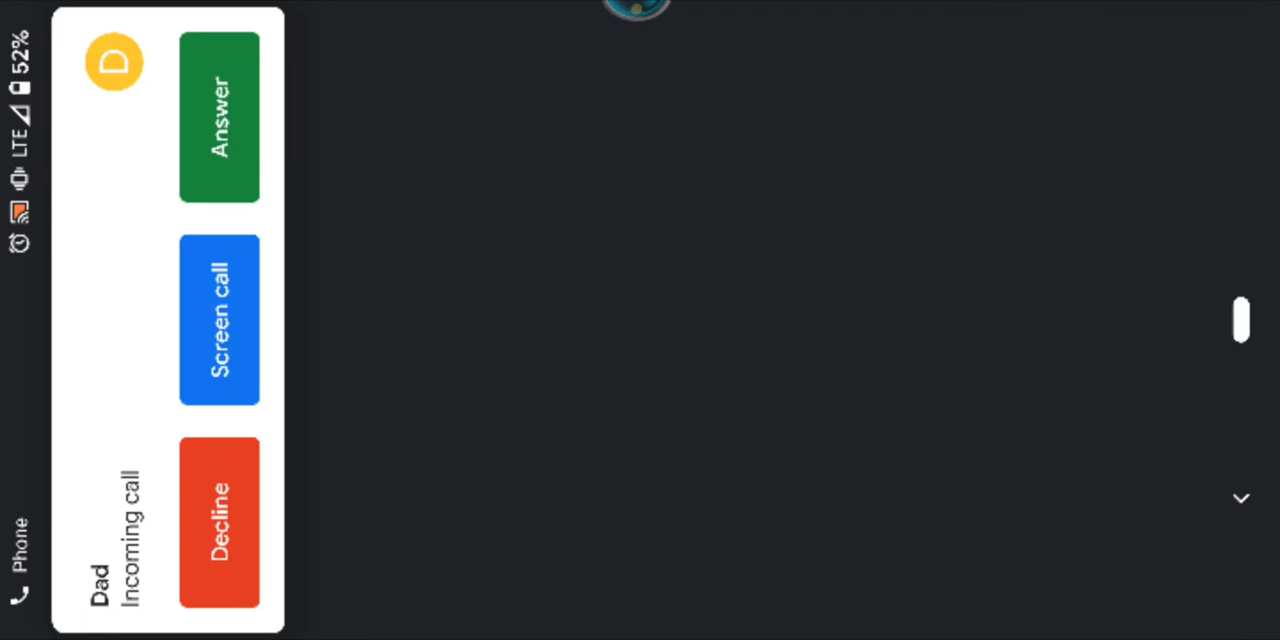 Phone
LTE 52%
Dad
Incoming call
D
Decline
Screen call
Answer